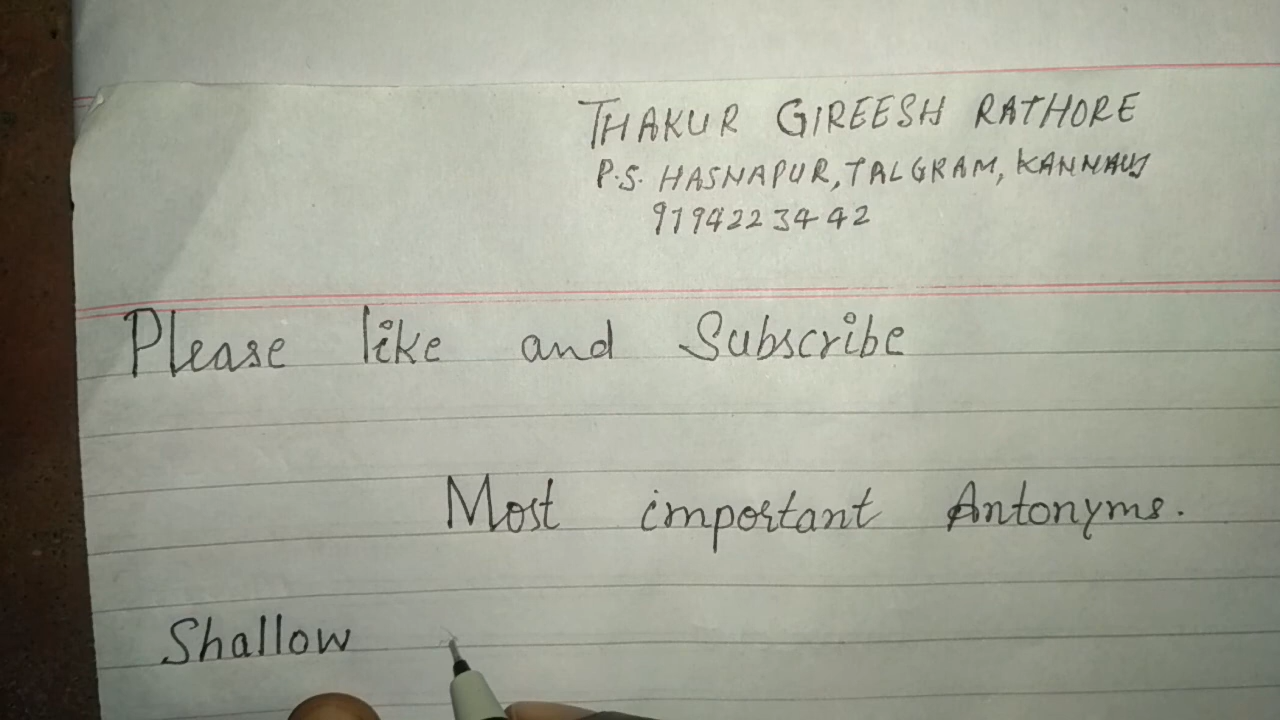 THAKUR GIREESH RATHORE
P.S. HASNAPUR, TALGRAM, KANNAUJ
9194223442
Please like and Subscribe
Most important Antonyms.
Shallow